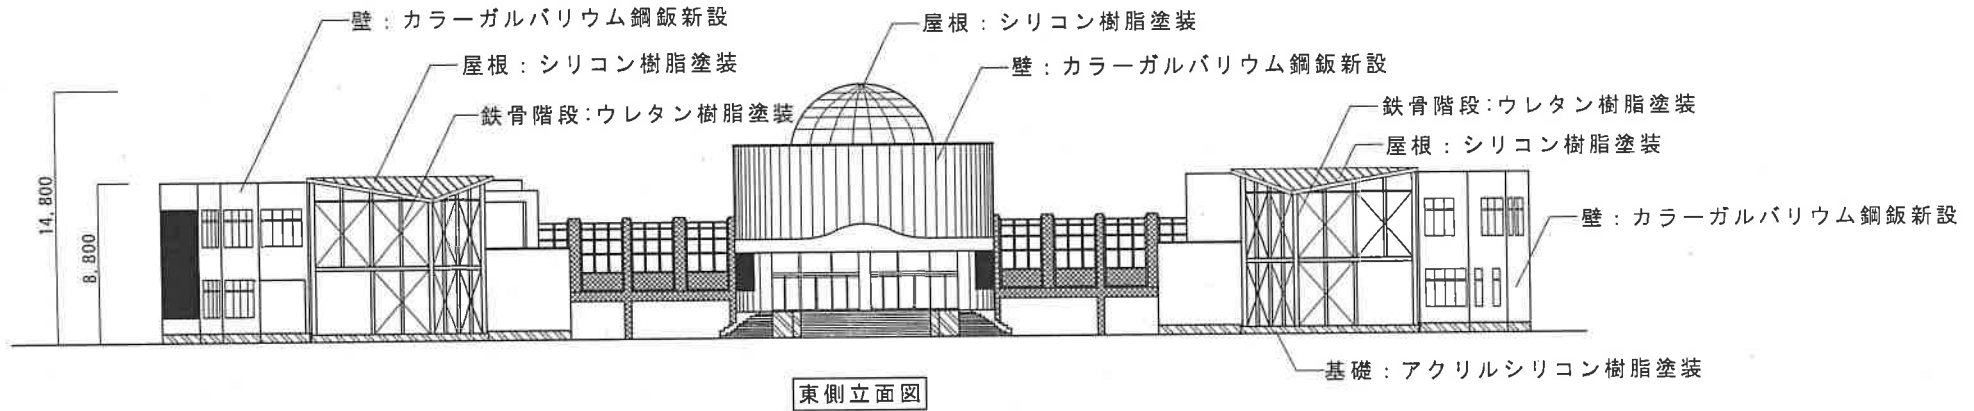 壁：カラーガルバリウム鋼鈑新設
屋根：シリコン樹脂塗装
屋根：シリコン樹脂塗装
壁：カラーガルバリウム鋼鈑新設
鉄骨階段：ウレタン樹脂塗装
鉄骨階段：ウレタン樹脂塗装
屋根：シリコン樹脂塗装
14,800
8,800
壁：カラーガルバリウム鋼鈑新設
基礎：アクリルシリコン樹脂塗装
東側立面図